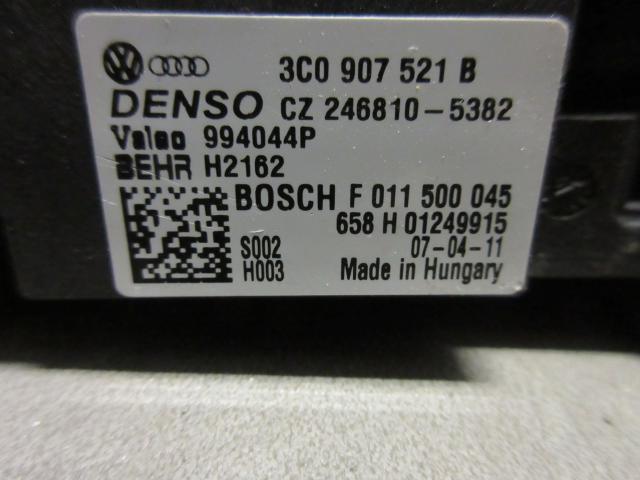 3C0 907 521 B
DENSO CZ 246810-5382
Valeo 994044P
BEHR H2162
BOSCH F 011 500 045
658 H 01249915
S002 07-04-11
H003 Made in Hungary